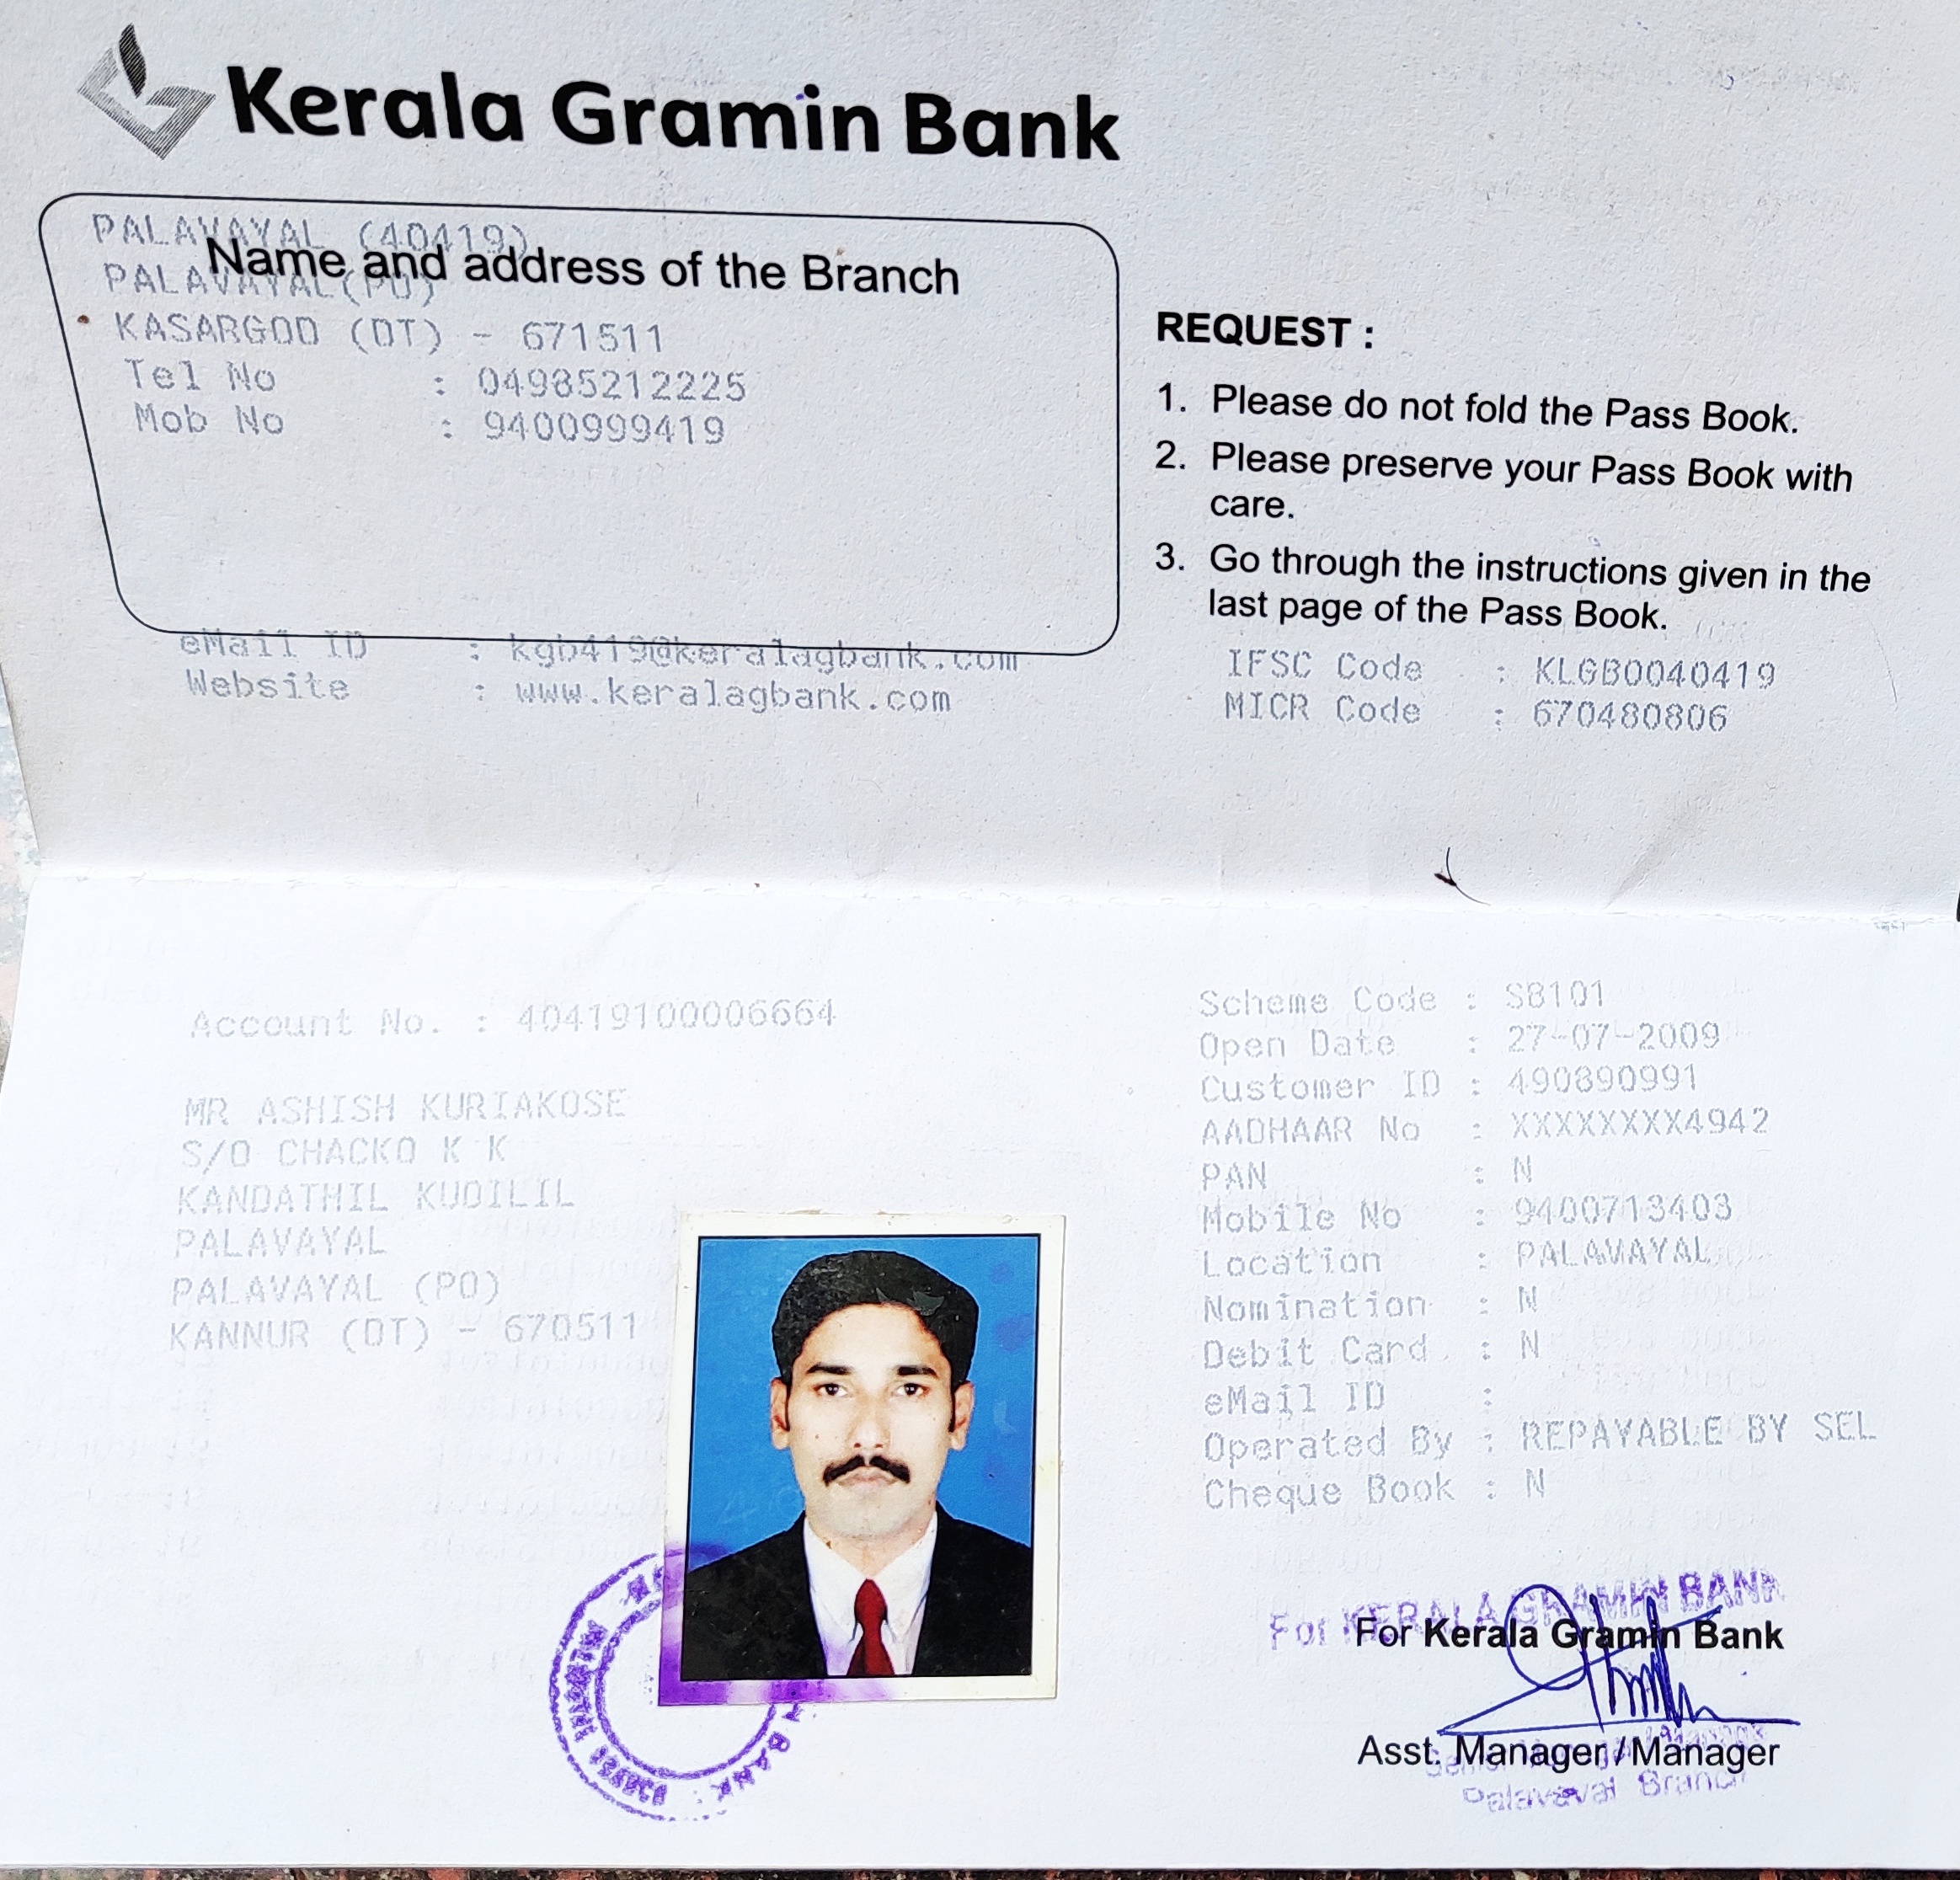 Kerala Gramin Bank
PALAVAYAL (40419)
Name and address of the Branch
PALAVAYAL(PO)
KASARGOD (DT) - 671511
Tel No : 04985212225
Mob No : 9400999419
eMail ID : kgb419@keralagbank.com
Website : www.keralagbank.com
REQUEST :
1. Please do not fold the Pass Book.
2. Please preserve your Pass Book with
care.
3. Go through the instructions given in the
last page of the Pass Book.
IFSC Code : KLGB0040419
MICR Code : 670480806
Account No. : 40419100006664
MR ASHISH KURIAKOSE
S/O CHACKO K K
KANDATHIL KUDILIL
PALAVAYAL
PALAVAYAL (PO)
KANNUR (DT) - 670511
Scheme Code : SB101
Open Date : 27-07-2009
Customer ID : 490890991
AADHAAR No : XXXXXXXX4942
PAN : N
Mobile No : 9400713403
Location : PALAVAYAL
Nomination : N
Debit Card : N
eMail ID :
Operated By : REPAYABLE BY SEL
Cheque Book : N
For KERALA GRAMIN BANK
For Kerala Gramin Bank
Asst. Manager / Manager
Palavayal Branch
BANK